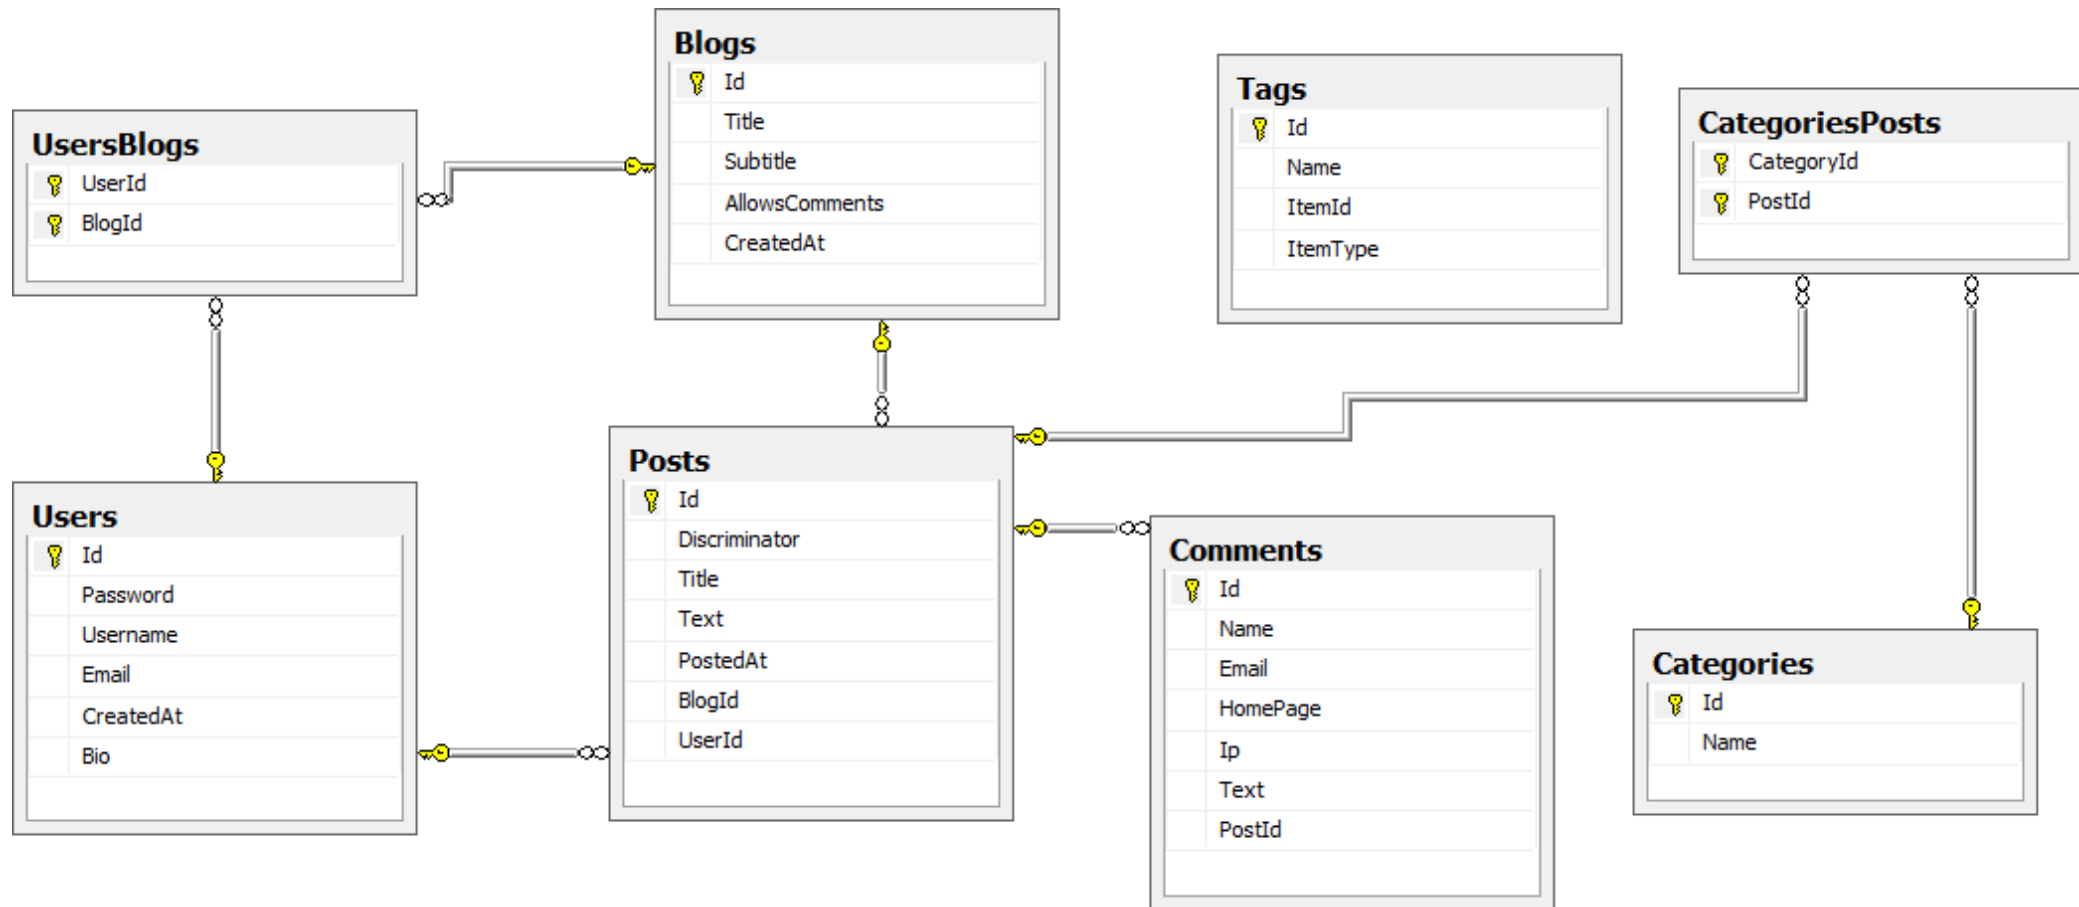 Blogs
Id
Title
Subtitle
AllowsComments
CreatedAt
Tags
Id
Name
ItemId
ItemType
CategoriesPosts
CategoryId
PostId
UsersBlogs
UserId
BlogId
Users
Id
Password
Username
Email
CreatedAt
Bio
Posts
Id
Discriminator
Title
Text
PostedAt
BlogId
UserId
Comments
Id
Name
Email
HomePage
Ip
Text
PostId
Categories
Id
Name